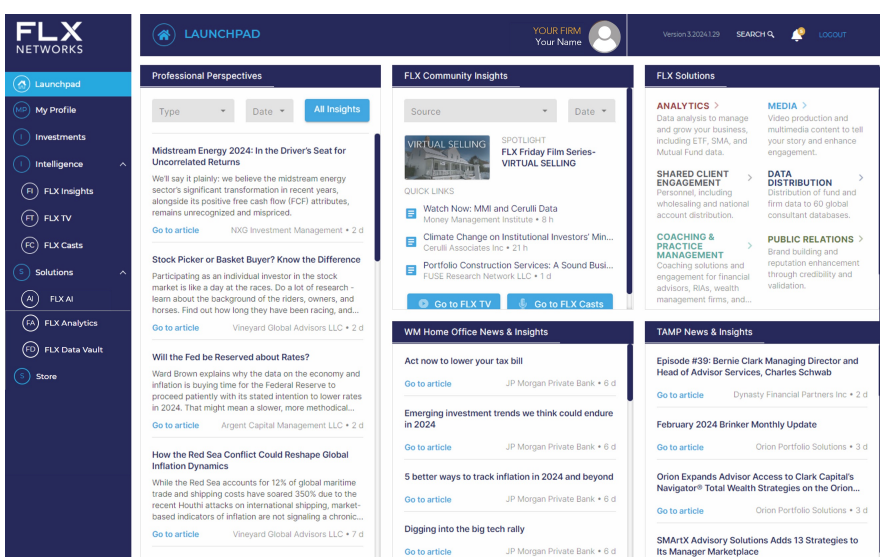 FLX
NETWORKS
LAUNCHPAD
YOUR FIRM
Your Name
Version 3.2024.1.29
SEARCH
LOGOUT
Launchpad
MP My Profile
I Investments
I Intelligence
FI FLX Insights
FT FLX TV
FC FLX Casts
S Solutions
AI FLX AI
FA FLX Analytics
FD FLX Data Vault
S Store
Professional Perspectives
Type
Date
All Insights
Midstream Energy 2024: In the Driver's Seat for
Uncorrelated Returns
We'll say it plainly: we believe the midstream energy
sector's significant transformation in recent years,
alongside its positive free cash flow (FCF) attributes,
remains unrecognized and mispriced.
Go to article NXG Investment Management • 2 d
Stock Picker or Basket Buyer? Know the Difference
Participating as an individual investor in the stock
market is like a day at the races. Do a lot of research -
learn about the background of the riders, owners, and
horses. Find out how long they have been racing, and...
Go to article Vineyard Global Advisors LLC • 2 d
Will the Fed be Reserved about Rates?
Ward Brown explains why the data on the economy and
inflation is buying time for the Federal Reserve to
proceed patiently with its stated intention to lower rates
in 2024. That might mean a slower, more methodical...
Go to article Argent Capital Management LLC • 2 d
How the Red Sea Conflict Could Reshape Global
Inflation Dynamics
While the Red Sea accounts for 12% of global maritime
trade and shipping costs have soared 350% due to the
recent Houthi attacks on international shipping, market-
based indicators of inflation are not signaling a chronic...
Go to article Vineyard Global Advisors LLC • 7 d
FLX Community Insights
Source
Date
VIRTUAL SELLING
SPOTLIGHT
FLX Friday Film Series-
VIRTUAL SELLING
QUICK LINKS
Watch Now: MMI and Cerulli Data
Money Management Institute • 8 h
Climate Change on Institutional Investors' Min...
Cerulli Associates Inc • 21 h
Portfolio Construction Services: A Sound Busi...
FUSE Research Network LLC • 1 d
Go to FLX TV
Go to FLX Casts
WM Home Office News & Insights
Act now to lower your tax bill
Go to article JP Morgan Private Bank • 6 d
Emerging investment trends we think could endure
in 2024
Go to article JP Morgan Private Bank • 6 d
5 better ways to track inflation in 2024 and beyond
Go to article JP Morgan Private Bank • 6 d
Digging into the big tech rally
Go to article JP Morgan Private Bank • 6 d
FLX Solutions
ANALYTICS >
Data analysis to manage
and grow your business,
including ETF, SMA, and
Mutual Fund data.
MEDIA >
Video production and
multimedia content to tell
your story and enhance
engagement.
SHARED CLIENT
ENGAGEMENT >
Personnel, including
wholesaling and national
account distribution.
DATA
DISTRIBUTION >
Distribution of fund and
firm data to 60 global
consultant databases.
COACHING &
PRACTICE
MANAGEMENT >
Coaching solutions and
engagement for financial
advisors, RIAs, wealth
management firms, and...
PUBLIC RELATIONS >
Brand building and
reputation enhancement
through credibility and
validation.
TAMP News & Insights
Episode #39: Bernie Clark Managing Director and
Head of Advisor Services, Charles Schwab
Go to article Dynasty Financial Partners Inc • 2 d
February 2024 Brinker Monthly Update
Go to article Orion Portfolio Solutions • 3 d
Orion Expands Advisor Access to Clark Capital's
Navigator® Total Wealth Strategies on the Orion...
Go to article Orion Portfolio Solutions • 3 d
SMArtX Advisory Solutions Adds 13 Strategies to
Its Manager Marketplace